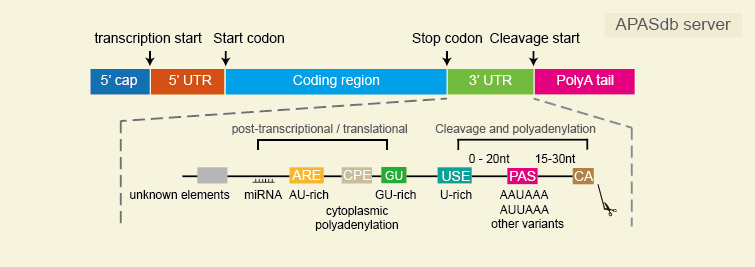 APASdb server
transcription start Start codon Stop codon Cleavage start
5' cap 5' UTR Coding region 3' UTR PolyA tail
post-transcriptional / translational Cleavage and polyadenylation
0 - 20nt 15-30nt
ARE CPE GU USE PAS CA
unknown elements miRNA AU-rich GU-rich U-rich AAUAAA
cytoplasmic AUUAAA
polyadenylation other variants